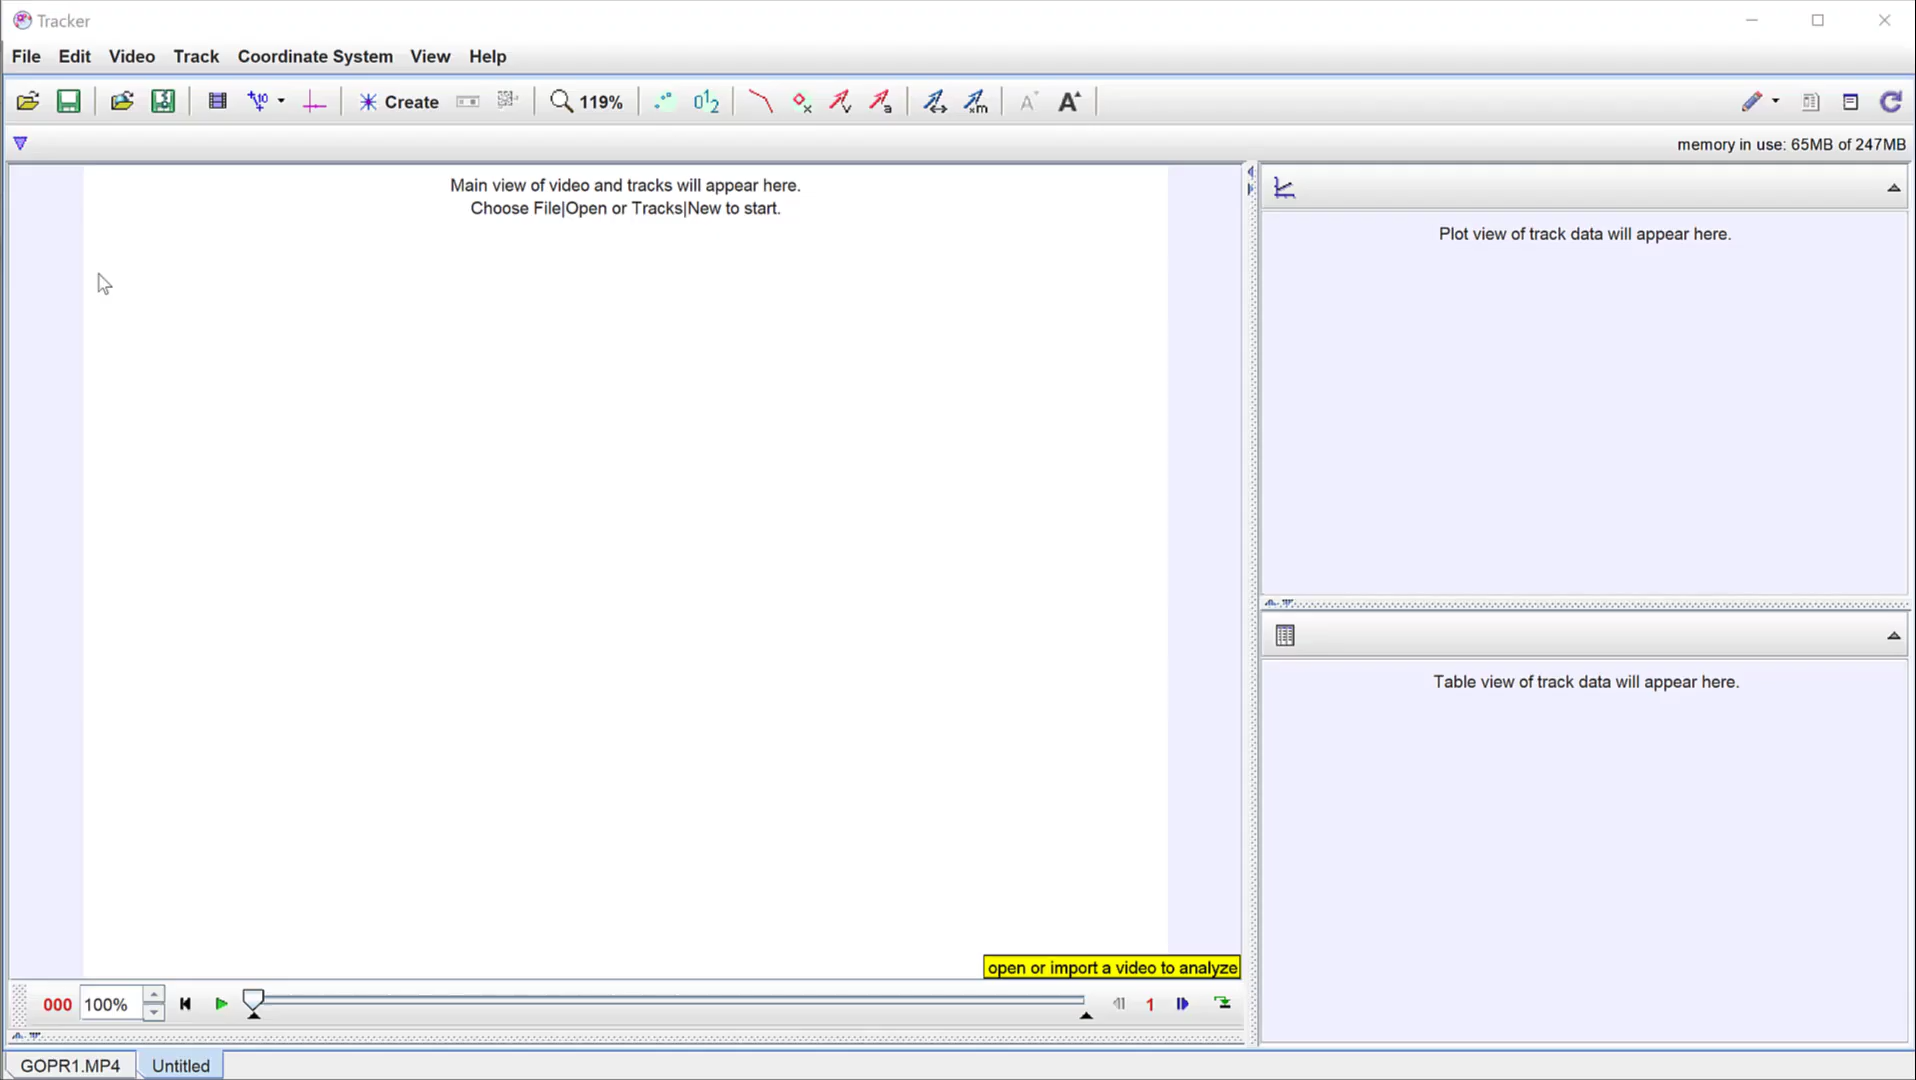 Tracker
File Edit Video Track Coordinate System View Help
Create 119%
memory in use: 65MB of 247MB
Main view of video and tracks will appear here.
Choose File|Open or Tracks|New to start.
Plot view of track data will appear here.
Table view of track data will appear here.
open or import a video to analyze
000 100% 1
GOPR1.MP4 Untitled